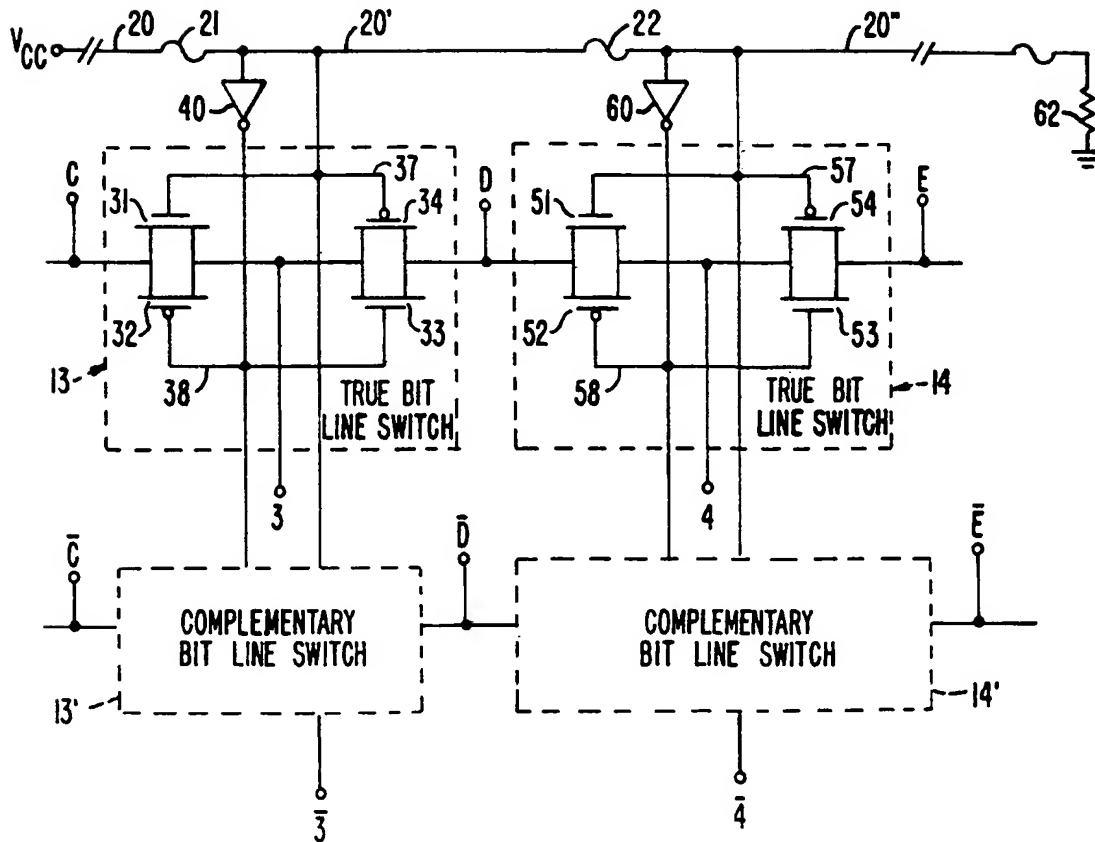 20 21 20' 22 20"
VCC
40 60 62
C 31 37 34 D 51 57 54 E
32 33 52 53
13 38 58 14
TRUE BIT
LINE SWITCH
TRUE BIT
LINE SWITCH
3 4
C̅ D̅ E̅
COMPLEMENTARY
BIT LINE SWITCH
COMPLEMENTARY
BIT LINE SWITCH
13' 14'
3̅ 4̅